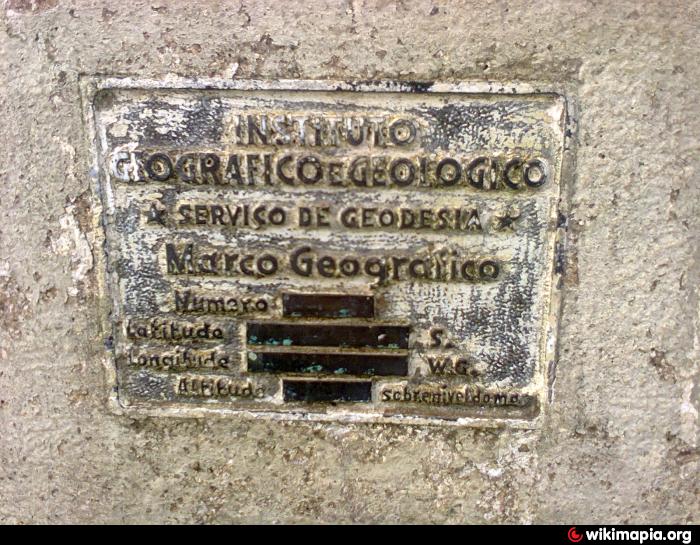 INSTITUTO
GEOGRAFICO E GEOLOGICO
★ SERVIÇO DE GEODESIA ★
Marco Geografico
Numero
Latitude S.
Longitude W.G.
Altitude sobre nivel do mar
wikimapia.org